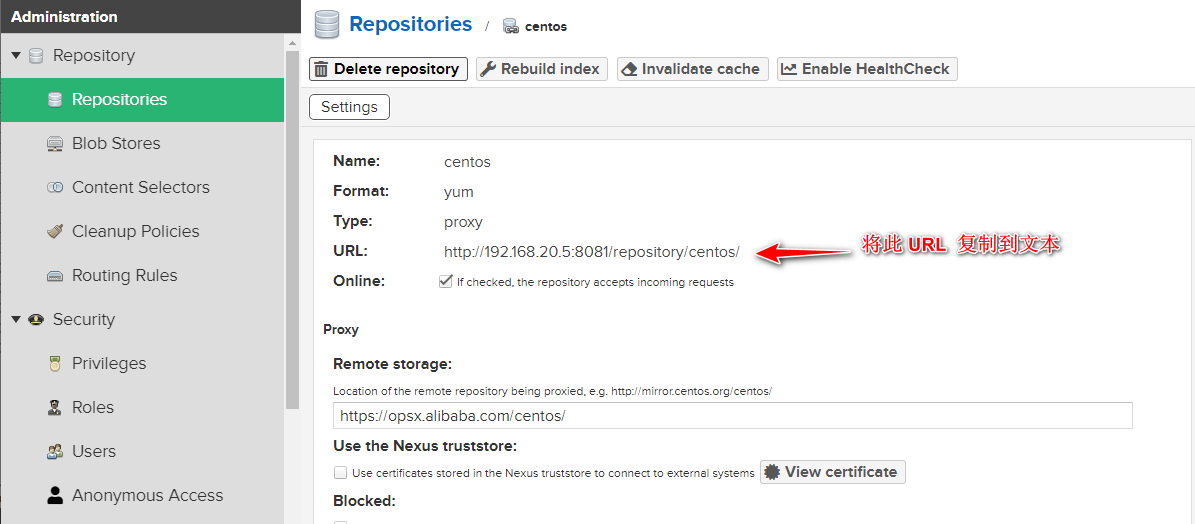 Administration
Repository
Repositories
Blob Stores
Content Selectors
Cleanup Policies
Routing Rules
Security
Privileges
Roles
Users
Anonymous Access
Repositories / centos
Delete repository Rebuild index Invalidate cache Enable HealthCheck
Settings
Name: centos
Format: yum
Type: proxy
URL: http://192.168.20.5:8081/repository/centos/ 将此 URL 复制到文本
Online: If checked, the repository accepts incoming requests
Proxy
Remote storage:
Location of the remote repository being proxied, e.g. http://mirror.centos.org/centos/
https://opsx.alibaba.com/centos/
Use the Nexus truststore:
Use certificates stored in the Nexus truststore to connect to external systems View certificate
Blocked: